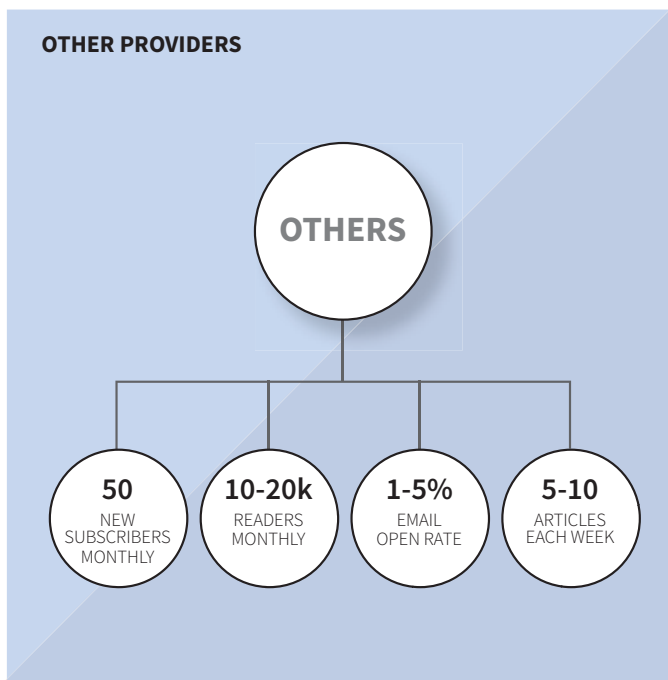 OTHER PROVIDERS
OTHERS
50
NEW
SUBSCRIBERS
MONTHLY
10-20k
READERS
MONTHLY
1-5%
EMAIL
OPEN RATE
5-10
ARTICLES
EACH WEEK